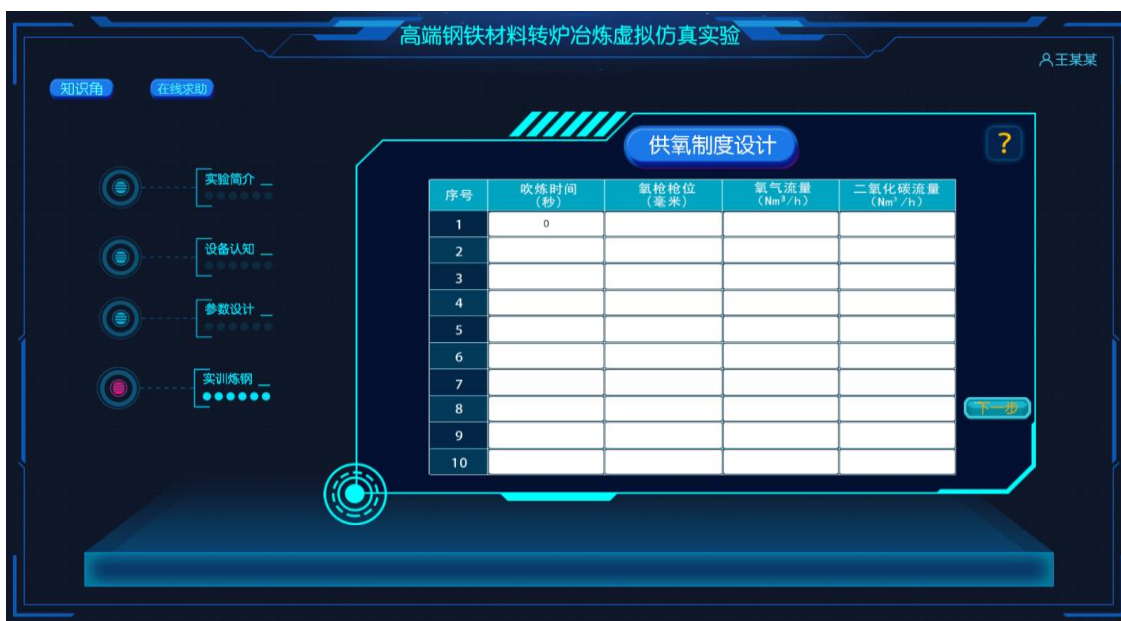 高端钢铁材料转炉冶炼虚拟仿真实验
王某某
知识角
在线求助
实验简介
设备认知
参数设计
实训炼钢
供氧制度设计
?
序号 吹炼时间（秒） 氧枪枪位（毫米） 氧气流量（Nm³/h） 二氧化碳流量（Nm³/h）
1 0
2
3
4
5
6
7
8
9
10
下一步